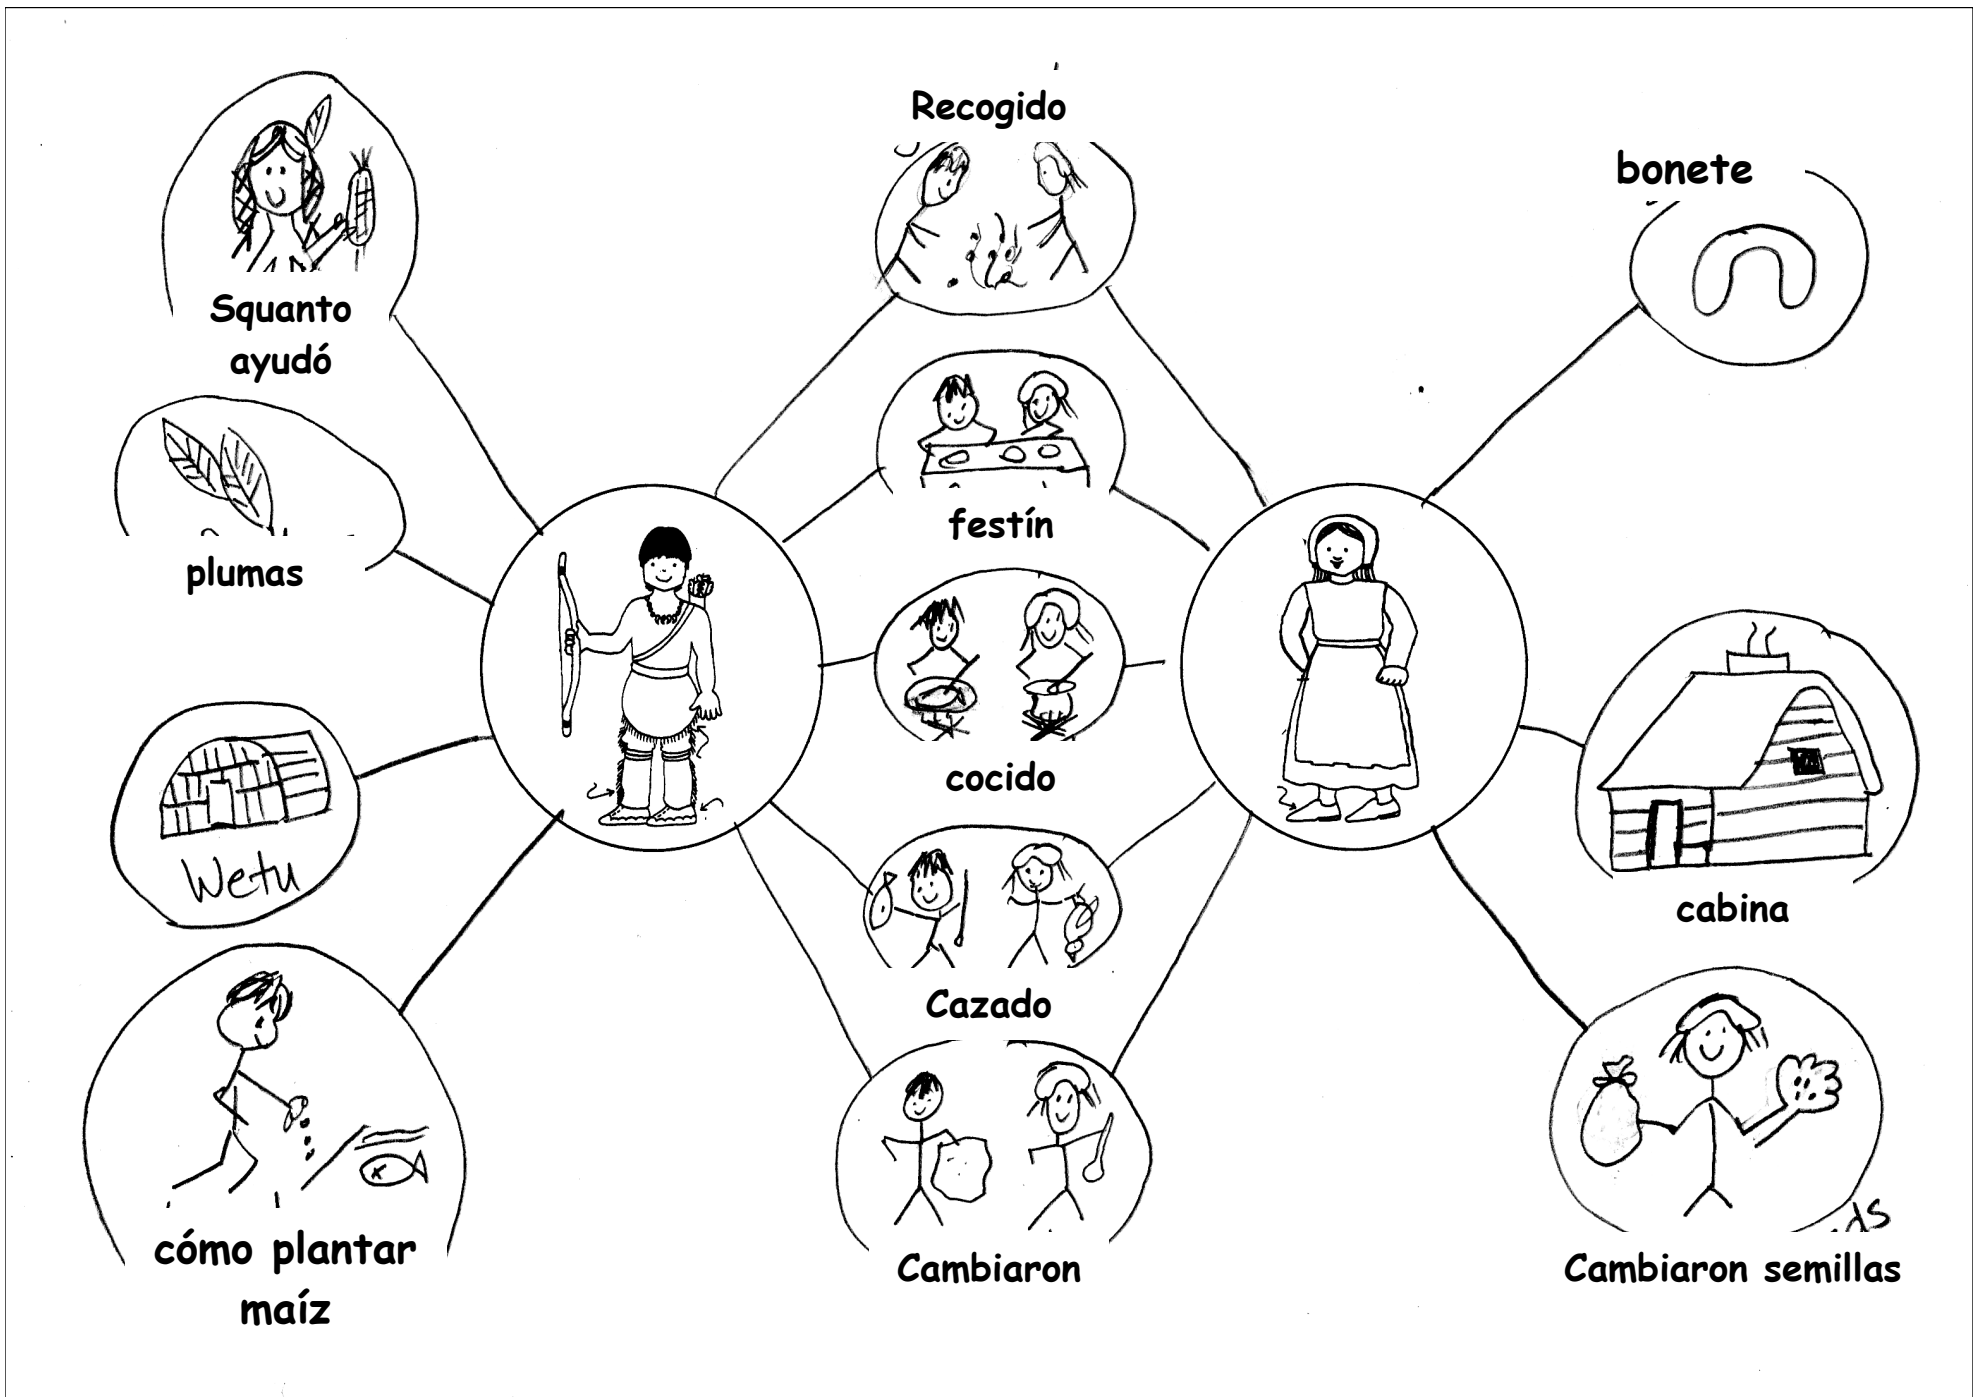 Recogido
bonete
Squanto
ayudó
festín
plumas
cocido
Wetu
cabina
Cazado
cómo plantar
maíz
Cambiaron
Cambiaron semillas